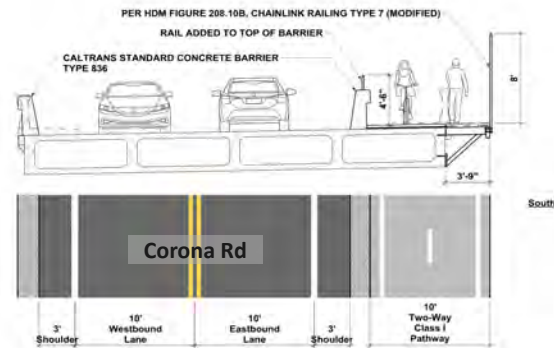 PER HDM FIGURE 208.10B, CHAINLINK RAILING TYPE 7 (MODIFIED)
RAIL ADDED TO TOP OF BARRIER
CALTRANS STANDARD CONCRETE BARRIER
TYPE 836
4'-6"
8'
3'-9"
South
Corona Rd
3'
Shoulder
10'
Westbound
Lane
10'
Eastbound
Lane
3'
Shoulder
10'
Two-Way
Class I
Pathway